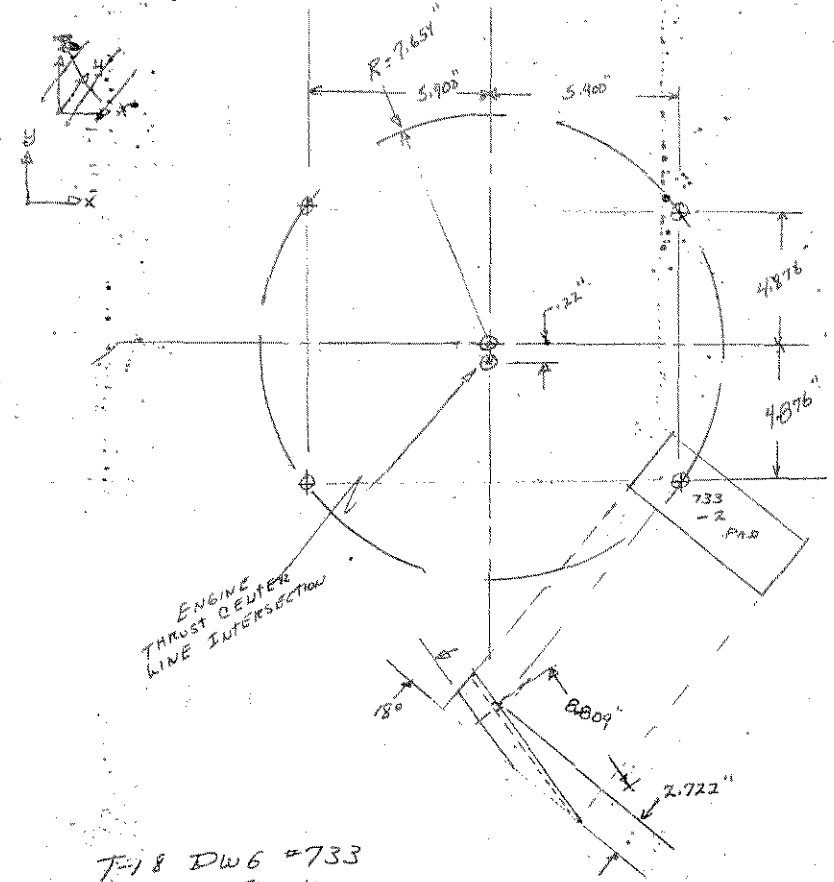 R=7.654"
5.900"
5.900"
y
x
.22"
4.876"
4.876"
733
-2
PAD
ENGINE
THRUST CENTER
LINE INTERSECTION
18°
8.809"
2.722"
T-18 DWG #733